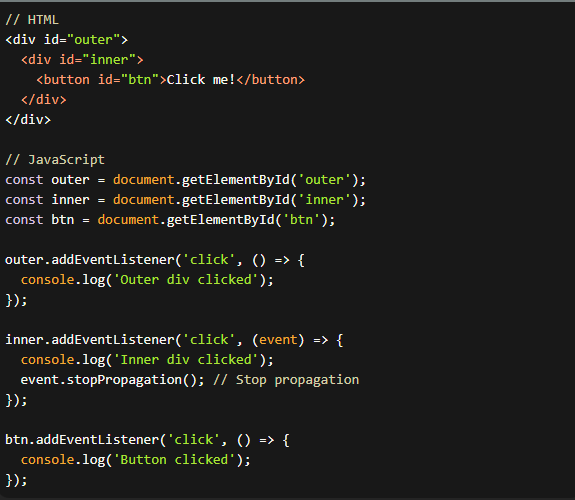 // HTML
<div id="outer">
  <div id="inner">
    <button id="btn">Click me!</button>
  </div>
</div>

// JavaScript
const outer = document.getElementById('outer');
const inner = document.getElementById('inner');
const btn = document.getElementById('btn');

outer.addEventListener('click', () => {
  console.log('Outer div clicked');
});

inner.addEventListener('click', (event) => {
  console.log('Inner div clicked');
  event.stopPropagation(); // Stop propagation
});

btn.addEventListener('click', () => {
  console.log('Button clicked');
});